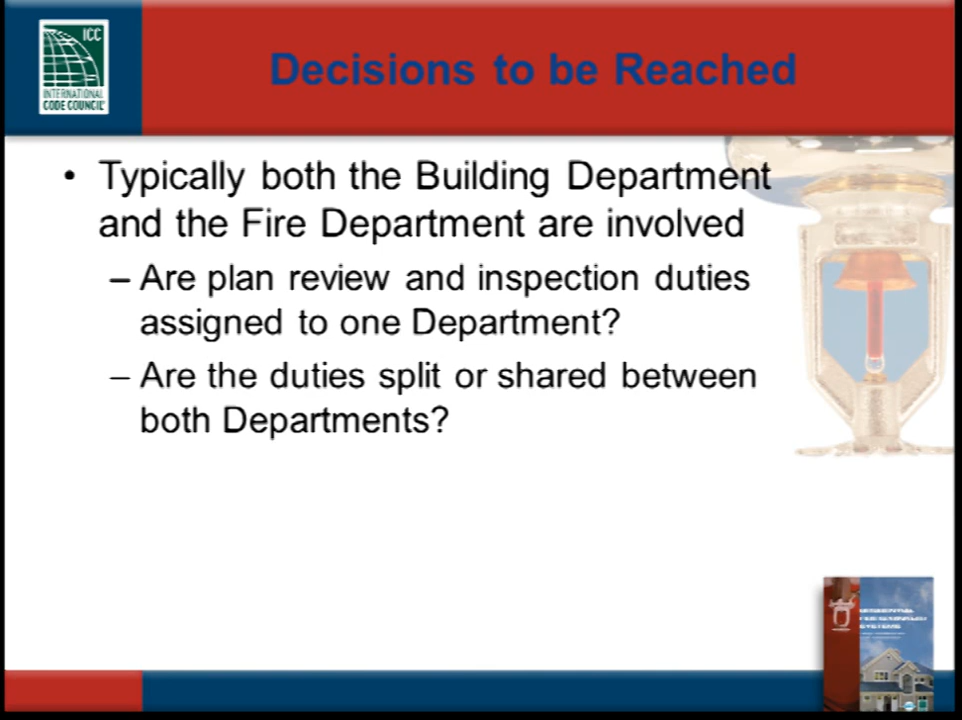 ICC
INTERNATIONAL
CODE COUNCIL
Decisions to be Reached
• Typically both the Building Department
and the Fire Department are involved
– Are plan review and inspection duties
assigned to one Department?
– Are the duties split or shared between
both Departments?
SYSTEMS